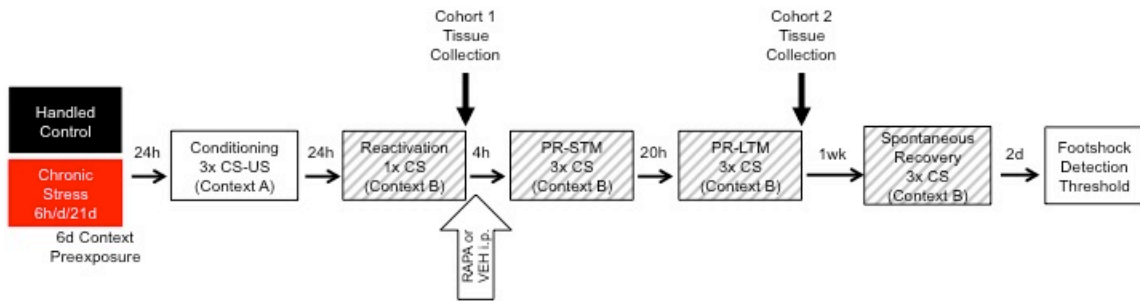 Cohort 1
Tissue
Collection
Cohort 2
Tissue
Collection
Handled
Control
Chronic
Stress
6h/d/21d
6d Context
Preexposure
24h
Conditioning
3x CS-US
(Context A)
24h
Reactivation
1x CS
(Context B)
4h
RAPA or
VEH i.p.
PR-STM
3x CS
(Context B)
20h
PR-LTM
3x CS
(Context B)
1wk
Spontaneous
Recovery
3x CS
(Context B)
2d
Footshock
Detection
Threshold